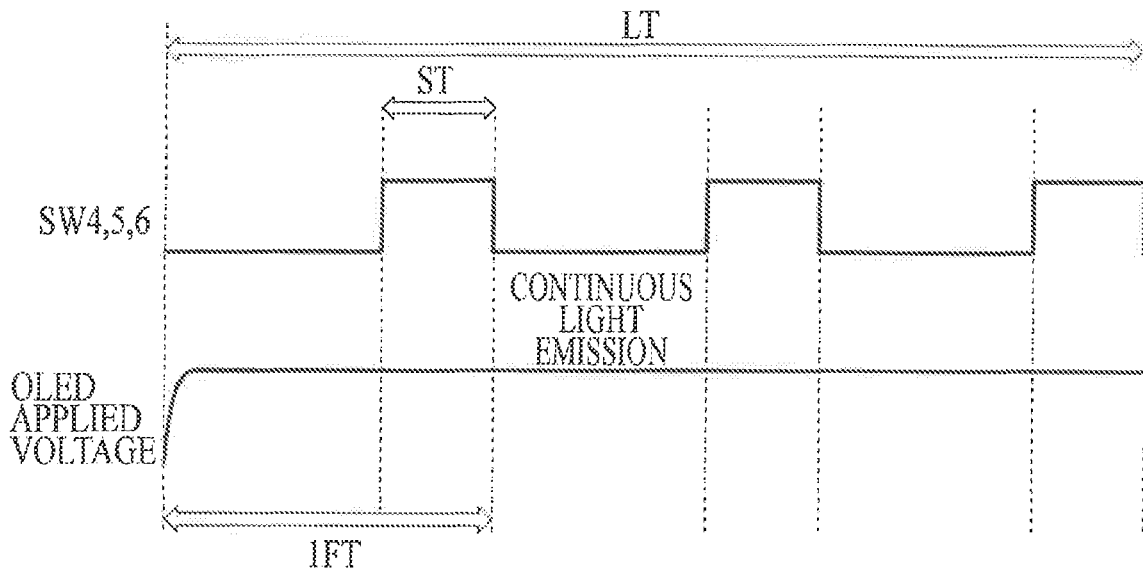 LT
ST
SW4,5,6
CONTINUOUS
LIGHT
EMISSION
OLED
APPLIED
VOLTAGE
1FT